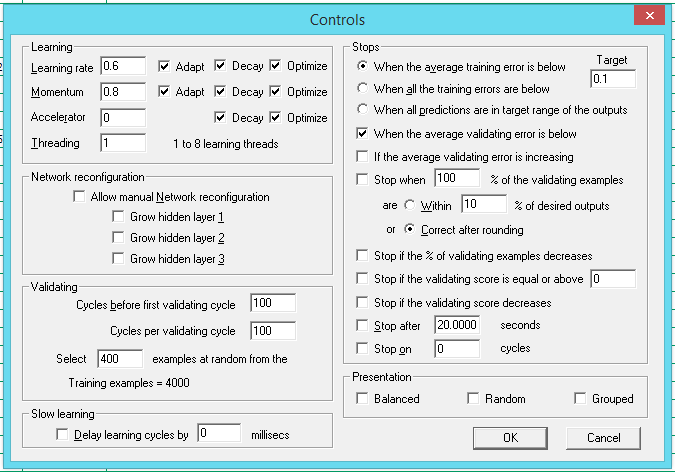 Controls
Learning
Learning rate 0.6 Adapt Decay Optimize
Momentum 0.8 Adapt Decay Optimize
Accelerator 0 Decay Optimize
Threading 1 1 to 8 learning threads
Network reconfiguration
Allow manual Network reconfiguration
Grow hidden layer 1
Grow hidden layer 2
Grow hidden layer 3
Validating
Cycles before first validating cycle 100
Cycles per validating cycle 100
Select 400 examples at random from the
Training examples = 4000
Slow learning
Delay learning cycles by 0 millisecs
Stops
Target
When the average training error is below 0.1
When all the training errors are below
When all predictions are in target range of the outputs
When the average validating error is below
If the average validating error is increasing
Stop when 100 % of the validating examples
are Within 10 % of desired outputs
or Correct after rounding
Stop if the % of validating examples decreases
Stop if the validating score is equal or above 0
Stop if the validating score decreases
Stop after 20.0000 seconds
Stop on 0 cycles
Presentation
Balanced Random Grouped
OK Cancel